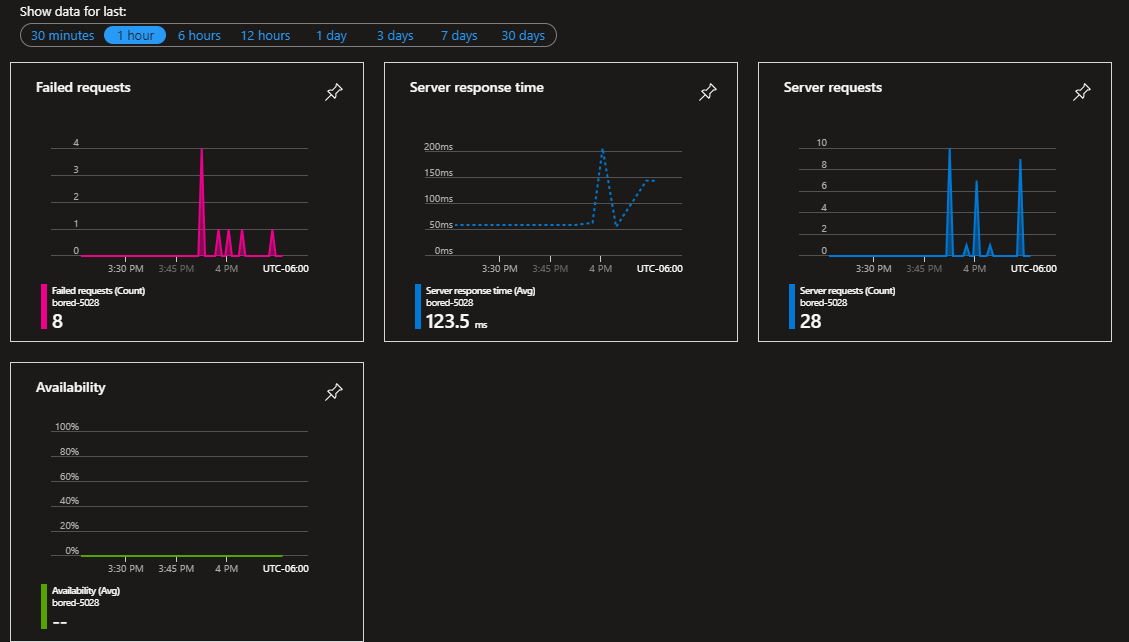 Show data for last:
30 minutes 1 hour 6 hours 12 hours 1 day 3 days 7 days 30 days
Failed requests
4
3
2
1
0
3:30 PM 3:45 PM 4 PM UTC-06:00
Failed requests (Count)
bored-5028
8
Server response time
200ms
150ms
100ms
50ms
0ms
3:30 PM 3:45 PM 4 PM UTC-06:00
Server response time (Avg)
bored-5028
123.5 ms
Server requests
10
8
6
4
2
0
3:30 PM 3:45 PM 4 PM UTC-06:00
Server requests (Count)
bored-5028
28
Availability
100%
80%
60%
40%
20%
0%
3:30 PM 3:45 PM 4 PM UTC-06:00
Availability (Avg)
bored-5028
--